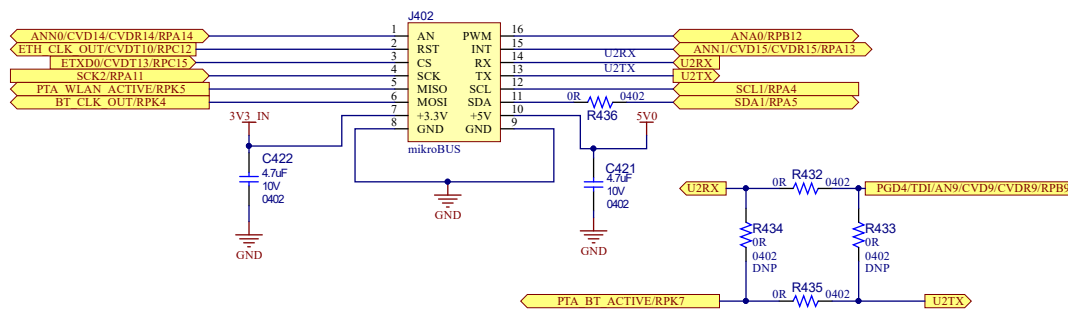 J402
ANN0/CVD14/CVDR14/RPA14 1 AN PWM 16 ANA0/RPB12
ETH_CLK_OUT/CVDT10/RPC12 2 RST INT 15 ANN1/CVD15/CVDR15/RPA13
ETXD0/CVDT13/RPC15 3 CS RX 14 U2RX U2RX
SCK2/RPA11 4 SCK TX 13 U2TX U2TX
PTA_WLAN_ACTIVE/RPK5 5 MISO SCL 12 SCL1/RPA4
BT_CLK_OUT/RPK4 6 MOSI SDA 11 0R 0402 SDA1/RPA5
R436
3V3_IN 7 +3.3V +5V 10 5V0
8 GND GND 9
mikroBUS
C422
4.7uF
10V
0402
GND
GND
C421
4.7uF
10V
0402
GND
U2RX 0R R432 0402 PGD4/TDI/AN9/CVD9/CVDR9/RPB9
R434
0R
0402
DNP
R433
0R
0402
DNP
PTA_BT_ACTIVE/RPK7 0R R435 0402 U2TX